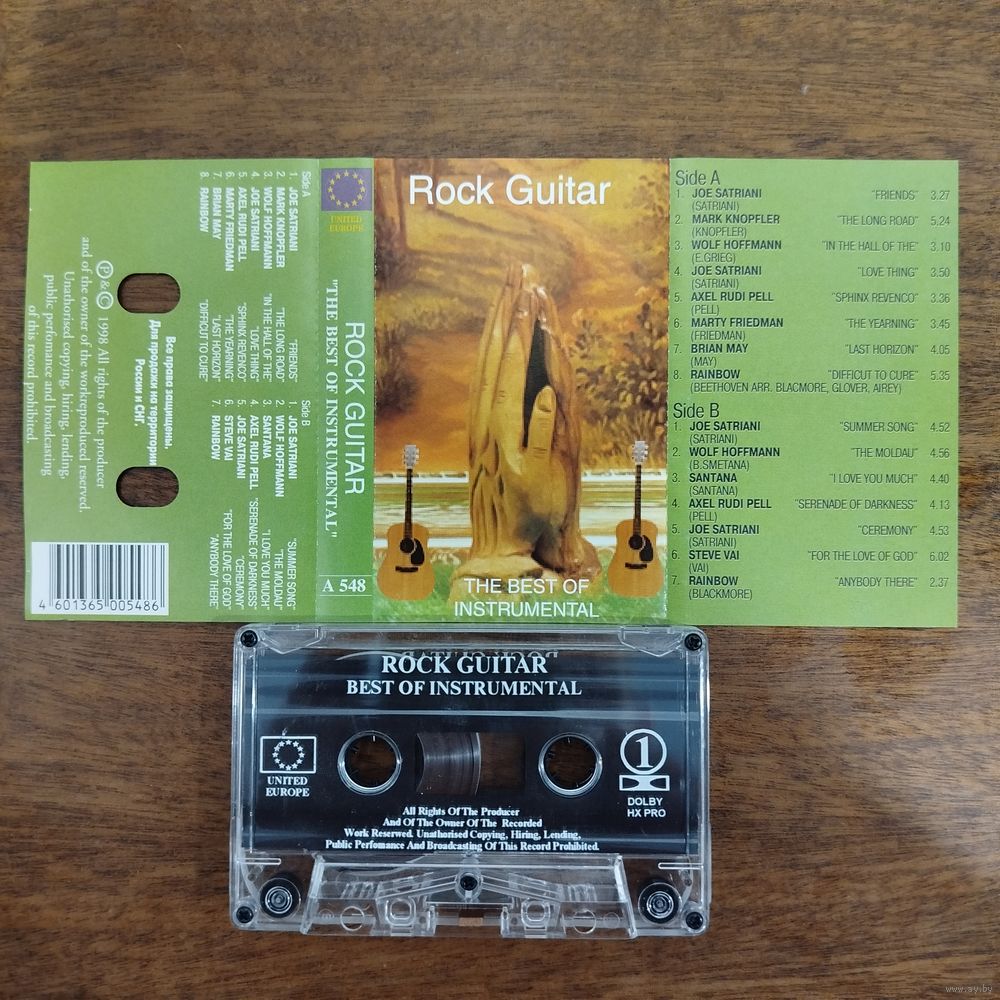 Side A
1. JOE SATRIANI "FRIENDS"
2. MARK KNOPFLER "THE LONG ROAD"
3. WOLF HOFFMANN "IN THE HALL OF THE"
4. JOE SATRIANI "LOVE THING"
5. AXEL RUDI PELL "SPHINX REVENCO"
6. MARTY FRIEDMAN "THE YEARNING"
7. BRIAN MAY "LAST HORIZON"
8. RAINBOW "DIFFICUT TO CURE"
Side B
1. JOE SATRIANI "SUMMER SONG"
2. WOLF HOFFMANN "THE MOLDAU"
3. SANTANA "I LOVE YOU MUCH"
4. AXEL RUDI PELL "SERENADE OF DARKNESS"
5. JOE SATRIANI "CEREMONY"
6. STEVE VAI "FOR THE LOVE OF GOD"
7. RAINBOW "ANYBODY THERE"
Все права защищены.
Для продажи на территории
России и СНГ.
℗&© 1998 All rights of the producer
and of the owner of the workreproduced reserved.
Unathorised copying, hiring, lending,
public perfomance and broadcasting
of this record prohibited.
4 601365 005486
UNITED
EUROPE
ROCK GUITAR
"THE BEST OF INSTRUMENTAL"
A 548
Rock Guitar
THE BEST OF
INSTRUMENTAL
Side A
1. JOE SATRIANI "FRIENDS" 3.27
(SATRIANI)
2. MARK KNOPFLER "THE LONG ROAD" 5.24
(KNOPFLER)
3. WOLF HOFFMANN "IN THE HALL OF THE" 3.10
(E.GRIEG)
4. JOE SATRIANI "LOVE THING" 3.50
(SATRIANI)
5. AXEL RUDI PELL "SPHINX REVENCO" 3.36
(PELL)
6. MARTY FRIEDMAN "THE YEARNING" 3.45
(FRIEDMAN)
7. BRIAN MAY "LAST HORIZON" 4.05
(MAY)
8. RAINBOW "DIFFICUT TO CURE" 5.35
(BEETHOVEN ARR. BLACMORE, GLOVER, AIREY)
Side B
1. JOE SATRIANI "SUMMER SONG" 4.52
(SATRIANI)
2. WOLF HOFFMANN "THE MOLDAU" 4.56
(B.SMETANA)
3. SANTANA "I LOVE YOU MUCH" 4.40
(SANTANA)
4. AXEL RUDI PELL "SERENADE OF DARKNESS" 4.13
(PELL)
5. JOE SATRIANI "CEREMONY" 4.53
(SATRIANI)
6. STEVE VAI "FOR THE LOVE OF GOD" 6.02
(VAI)
7. RAINBOW "ANYBODY THERE" 2.37
(BLACKMORE)
ROCK GUITAR
BEST OF INSTRUMENTAL
UNITED
EUROPE
1
DOLBY
HX PRO
All Rights Of The Producer
And Of The Owner Of The Recorded
Work Reserwed. Unathorised Copying, Hiring, Lending,
Public Perfomance And Broadcasting Of This Record Prohibited.
ROCK GUITAR
BEST OF INSTRUMENTAL
www.ay.by